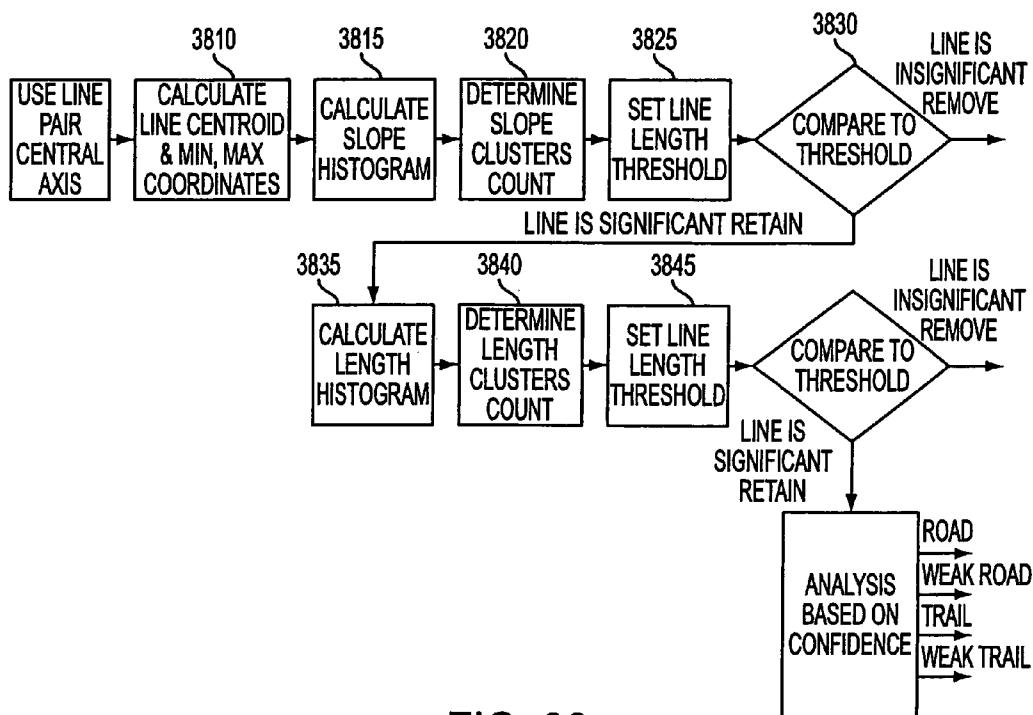 3810
3815
3820
3825
3830
USE LINE
PAIR
CENTRAL
AXIS
CALCULATE
LINE CENTROID
& MIN, MAX
COORDINATES
CALCULATE
SLOPE
HISTOGRAM
DETERMINE
SLOPE
CLUSTERS
COUNT
SET LINE
LENGTH
THRESHOLD
COMPARE TO
THRESHOLD
LINE IS
INSIGNIFICANT
REMOVE
LINE IS SIGNIFICANT RETAIN
3835
3840
3845
CALCULATE
LENGTH
HISTOGRAM
DETERMINE
LENGTH
CLUSTERS
COUNT
SET LINE
LENGTH
THRESHOLD
COMPARE TO
THRESHOLD
LINE IS
INSIGNIFICANT
REMOVE
LINE IS
SIGNIFICANT
RETAIN
ANALYSIS
BASED ON
CONFIDENCE
ROAD
WEAK ROAD
TRAIL
WEAK TRAIL